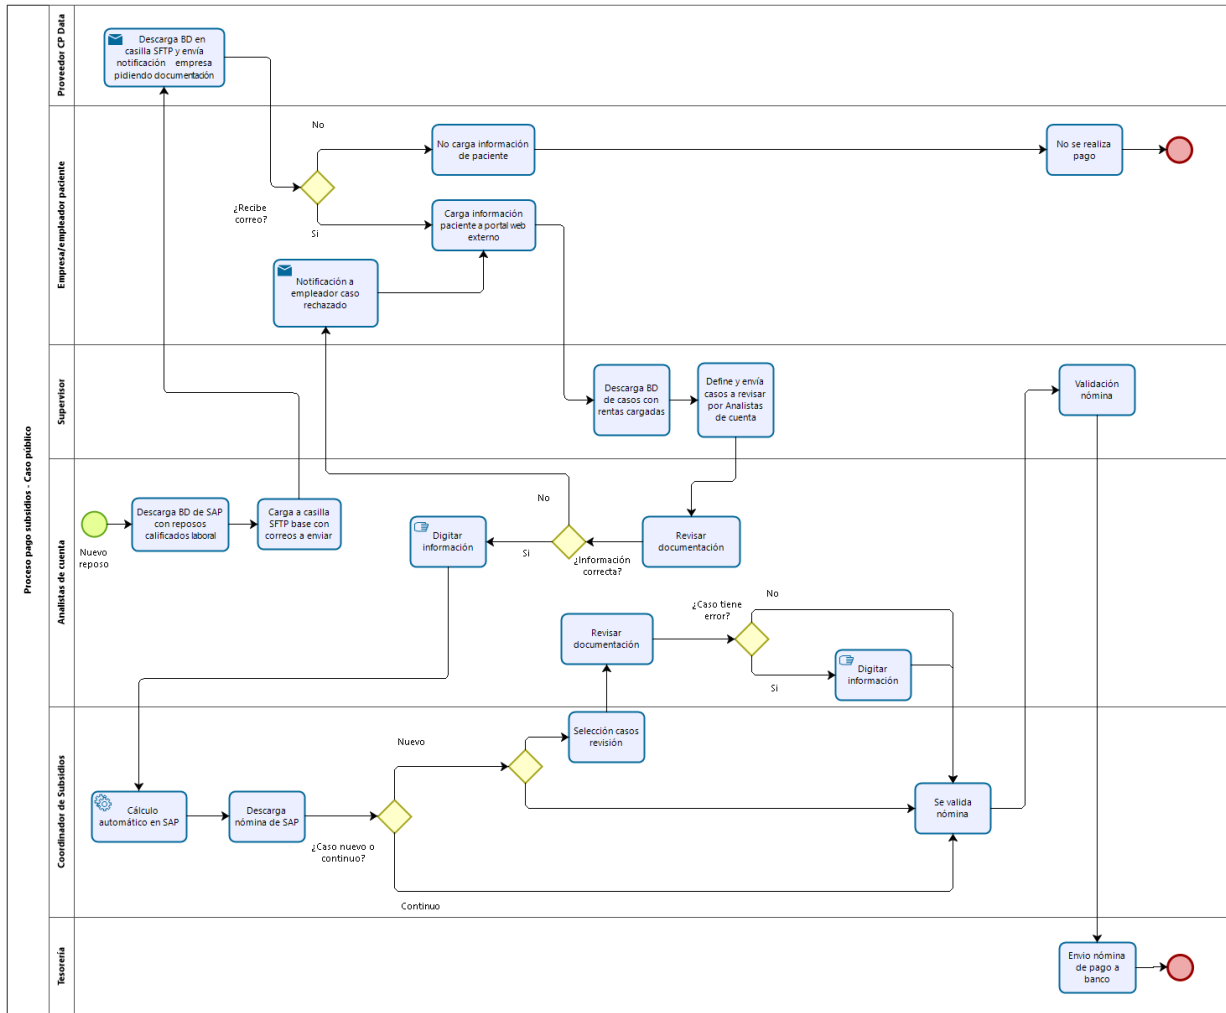 Proceso pago subsidios - Caso público
Proveedor CP Data
Descarga BD en
casilla SFTP y envía
notificación empresa
pidiendo documentación
Empresa/empleador paciente
No
¿Recibe
correo?
Si
No carga información
de paciente
No se realiza
pago
Carga información
paciente a portal web
externo
Notificación a
empleador caso
rechazado
Supervisor
Descarga BD
de casos con
rentas cargadas
Define y envía
casos a revisar
por Analistas
de cuenta
Validación
nómina
Analistas de cuenta
Nuevo
reposo
Descarga BD de SAP
con reposos
calificados laboral
Carga a casilla
SFTP base con
correos a enviar
Digitar
información
No
Si
¿Información
correcta?
Revisar
documentación
Revisar
documentación
¿Caso tiene
error?
No
Si
Digitar
información
Coordinador de Subsidios
Cálculo
automático en SAP
Descarga
nómina de SAP
¿Caso nuevo o
continuo?
Nuevo
Continuo
Selección casos
revisión
Se valida
nómina
Tesorería
Envio nómina
de pago a
banco